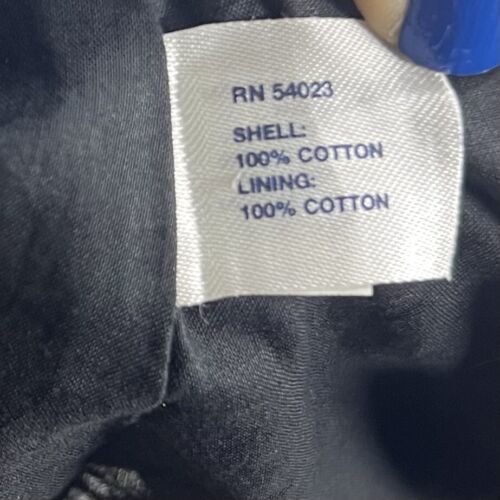 RN 54023
SHELL:
100% COTTON
LINING:
100% COTTON